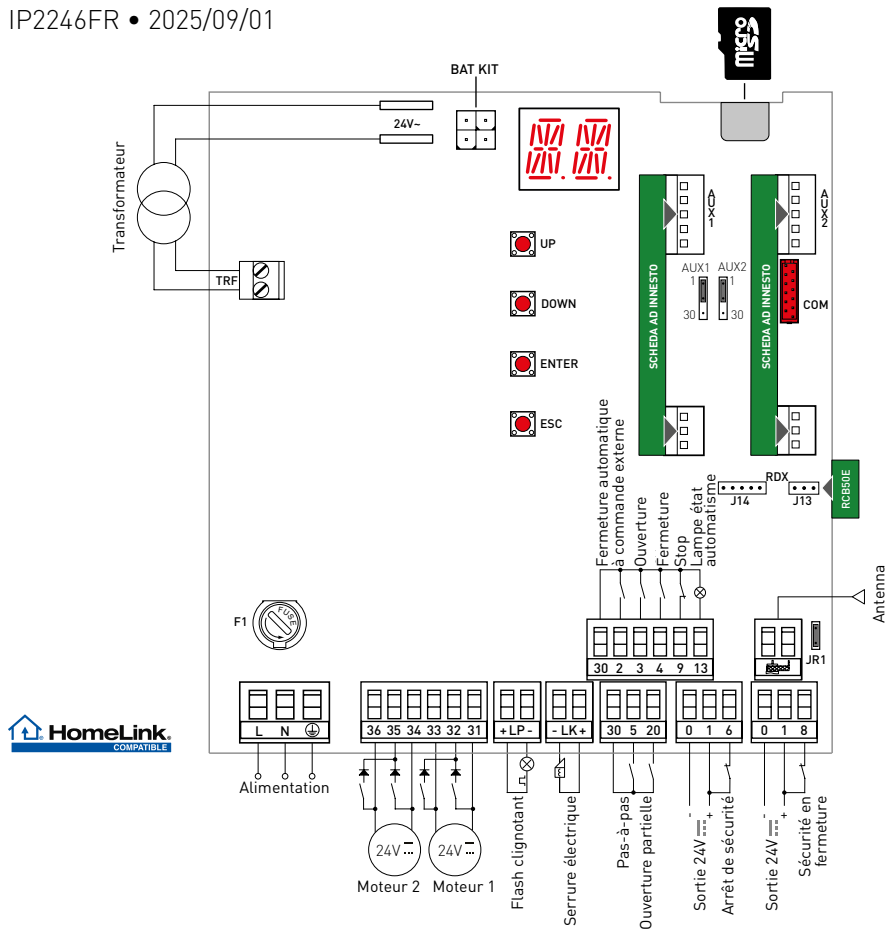 IP2246FR • 2025/09/01
micro SD
BAT KIT
24V~
Transformateur
TRF
UP
DOWN
ENTER
ESC
SCHEDA AD INNESTO
AUX1
AUX1
1
30
AUX2
1
30
SCHEDA AD INNESTO
AUX2
COM
RDX
J14
J13
RCB50E
Fermeture automatique
à commande externe
Ouverture
Fermeture
Stop
Lampe état
automatisme
Antenna
F1
FUSE
30 2 3 4 9 13
JR1
HomeLink®
COMPATIBLE
L N
36 35 34 33 32 31
+ LP -
- LK +
30 5 20
0 1 6
0 1 8
Alimentation
24V
Moteur 2
24V
Moteur 1
Flash clignotant
Serrure électrique
Pas-à-pas
Ouverture partielle
- +
Sortie 24V
Arrêt de sécurité
- +
Sortie 24V
Sécurité en
fermeture